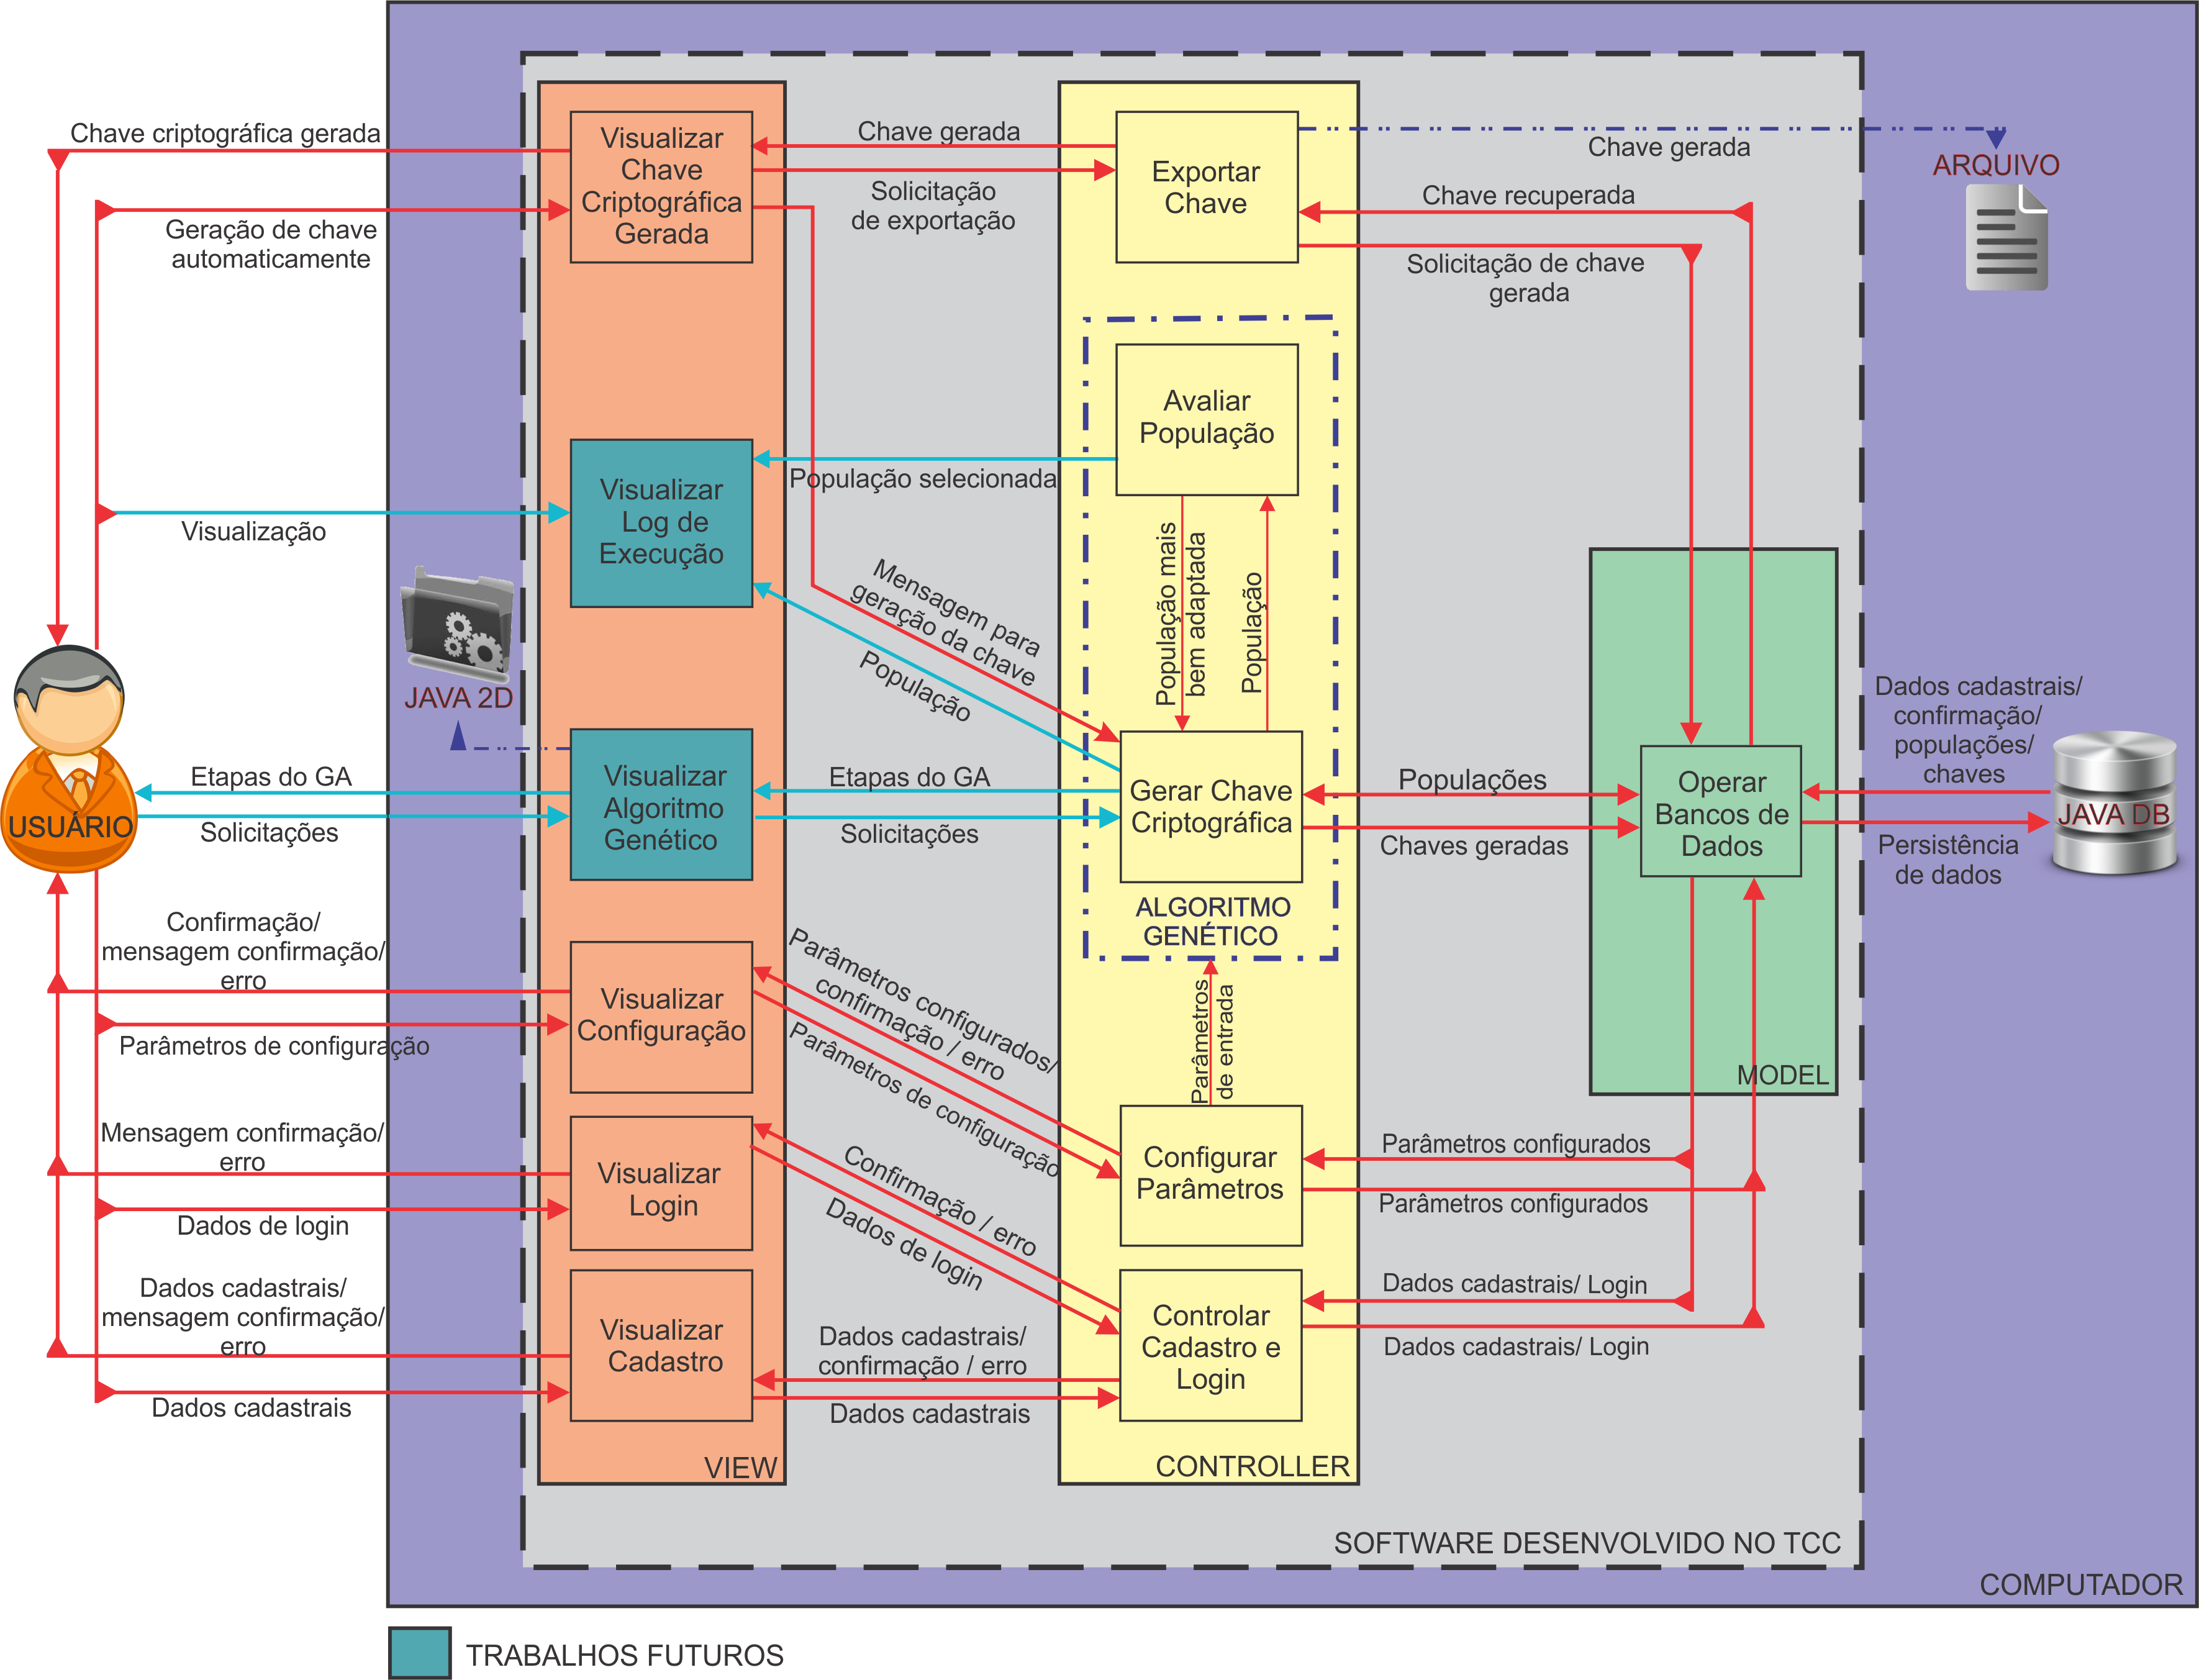 Chave criptográfica gerada
Geração de chave
automaticamente
Visualizar
Chave
Criptográfica
Gerada
Chave gerada
Solicitação
de exportação
Exportar
Chave
Chave gerada
ARQUIVO
Chave recuperada
Solicitação de chave
gerada
Avaliar
População
População selecionada
Visualizar
Log de
Execução
Visualização
População mais
bem adaptada
População
Mensagem para
geração da chave
População
JAVA 2D
USUÁRIO
Etapas do GA
Solicitações
Visualizar
Algoritmo
Genético
Etapas do GA
Solicitações
Gerar Chave
Criptográfica
ALGORITMO
GENÉTICO
Populações
Chaves geradas
Operar
Bancos de
Dados
MODEL
Dados cadastrais/
confirmação/
populações/
chaves
JAVA DB
Persistência
de dados
Confirmação/
mensagem confirmação/
erro
Parâmetros de configuração
Visualizar
Configuração
Parâmetros configurados/
confirmação / erro
Parâmetros de configuração
Parâmetros
de entrada
Configurar
Parâmetros
Parâmetros configurados
Parâmetros configurados
Mensagem confirmação/
erro
Dados de login
Visualizar
Login
Confirmação / erro
Dados de login
Dados cadastrais/
mensagem confirmação/
erro
Dados cadastrais
Visualizar
Cadastro
Dados cadastrais/
confirmação / erro
Dados cadastrais
Controlar
Cadastro e
Login
Dados cadastrais/ Login
Dados cadastrais/ Login
VIEW
CONTROLLER
SOFTWARE DESENVOLVIDO NO TCC
COMPUTADOR
TRABALHOS FUTUROS